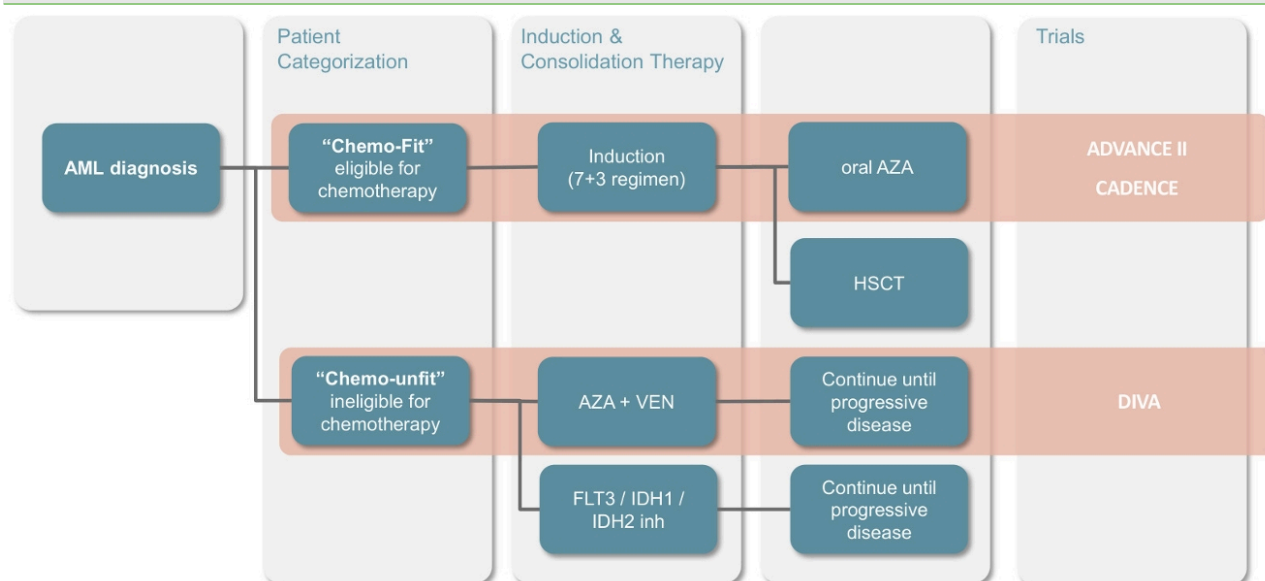 Patient
Categorization
Induction &
Consolidation Therapy
Trials
AML diagnosis
“Chemo-Fit”
eligible for
chemotherapy
Induction
(7+3 regimen)
oral AZA
ADVANCE II
CADENCE
HSCT
“Chemo-unfit”
ineligible for
chemotherapy
AZA + VEN
Continue until
progressive
disease
DIVA
FLT3 / IDH1 /
IDH2 inh
Continue until
progressive
disease